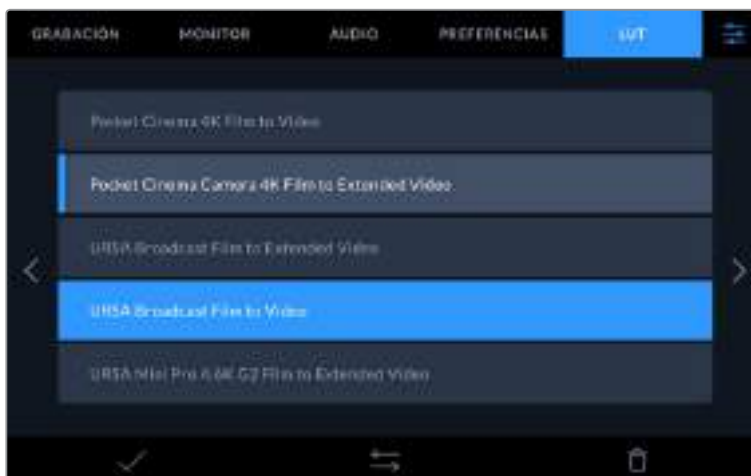 GRABACIÓN MONITOR AUDIO PREFERENCIAS LUT
Pocket Cinema 4K Film to Video
Pocket Cinema Camera 4K Film to Extended Video
URSA Broadcast Film to Extended Video
URSA Broadcast Film to Video
URSA Mini Pro 4.6K G2 Film to Extended Video